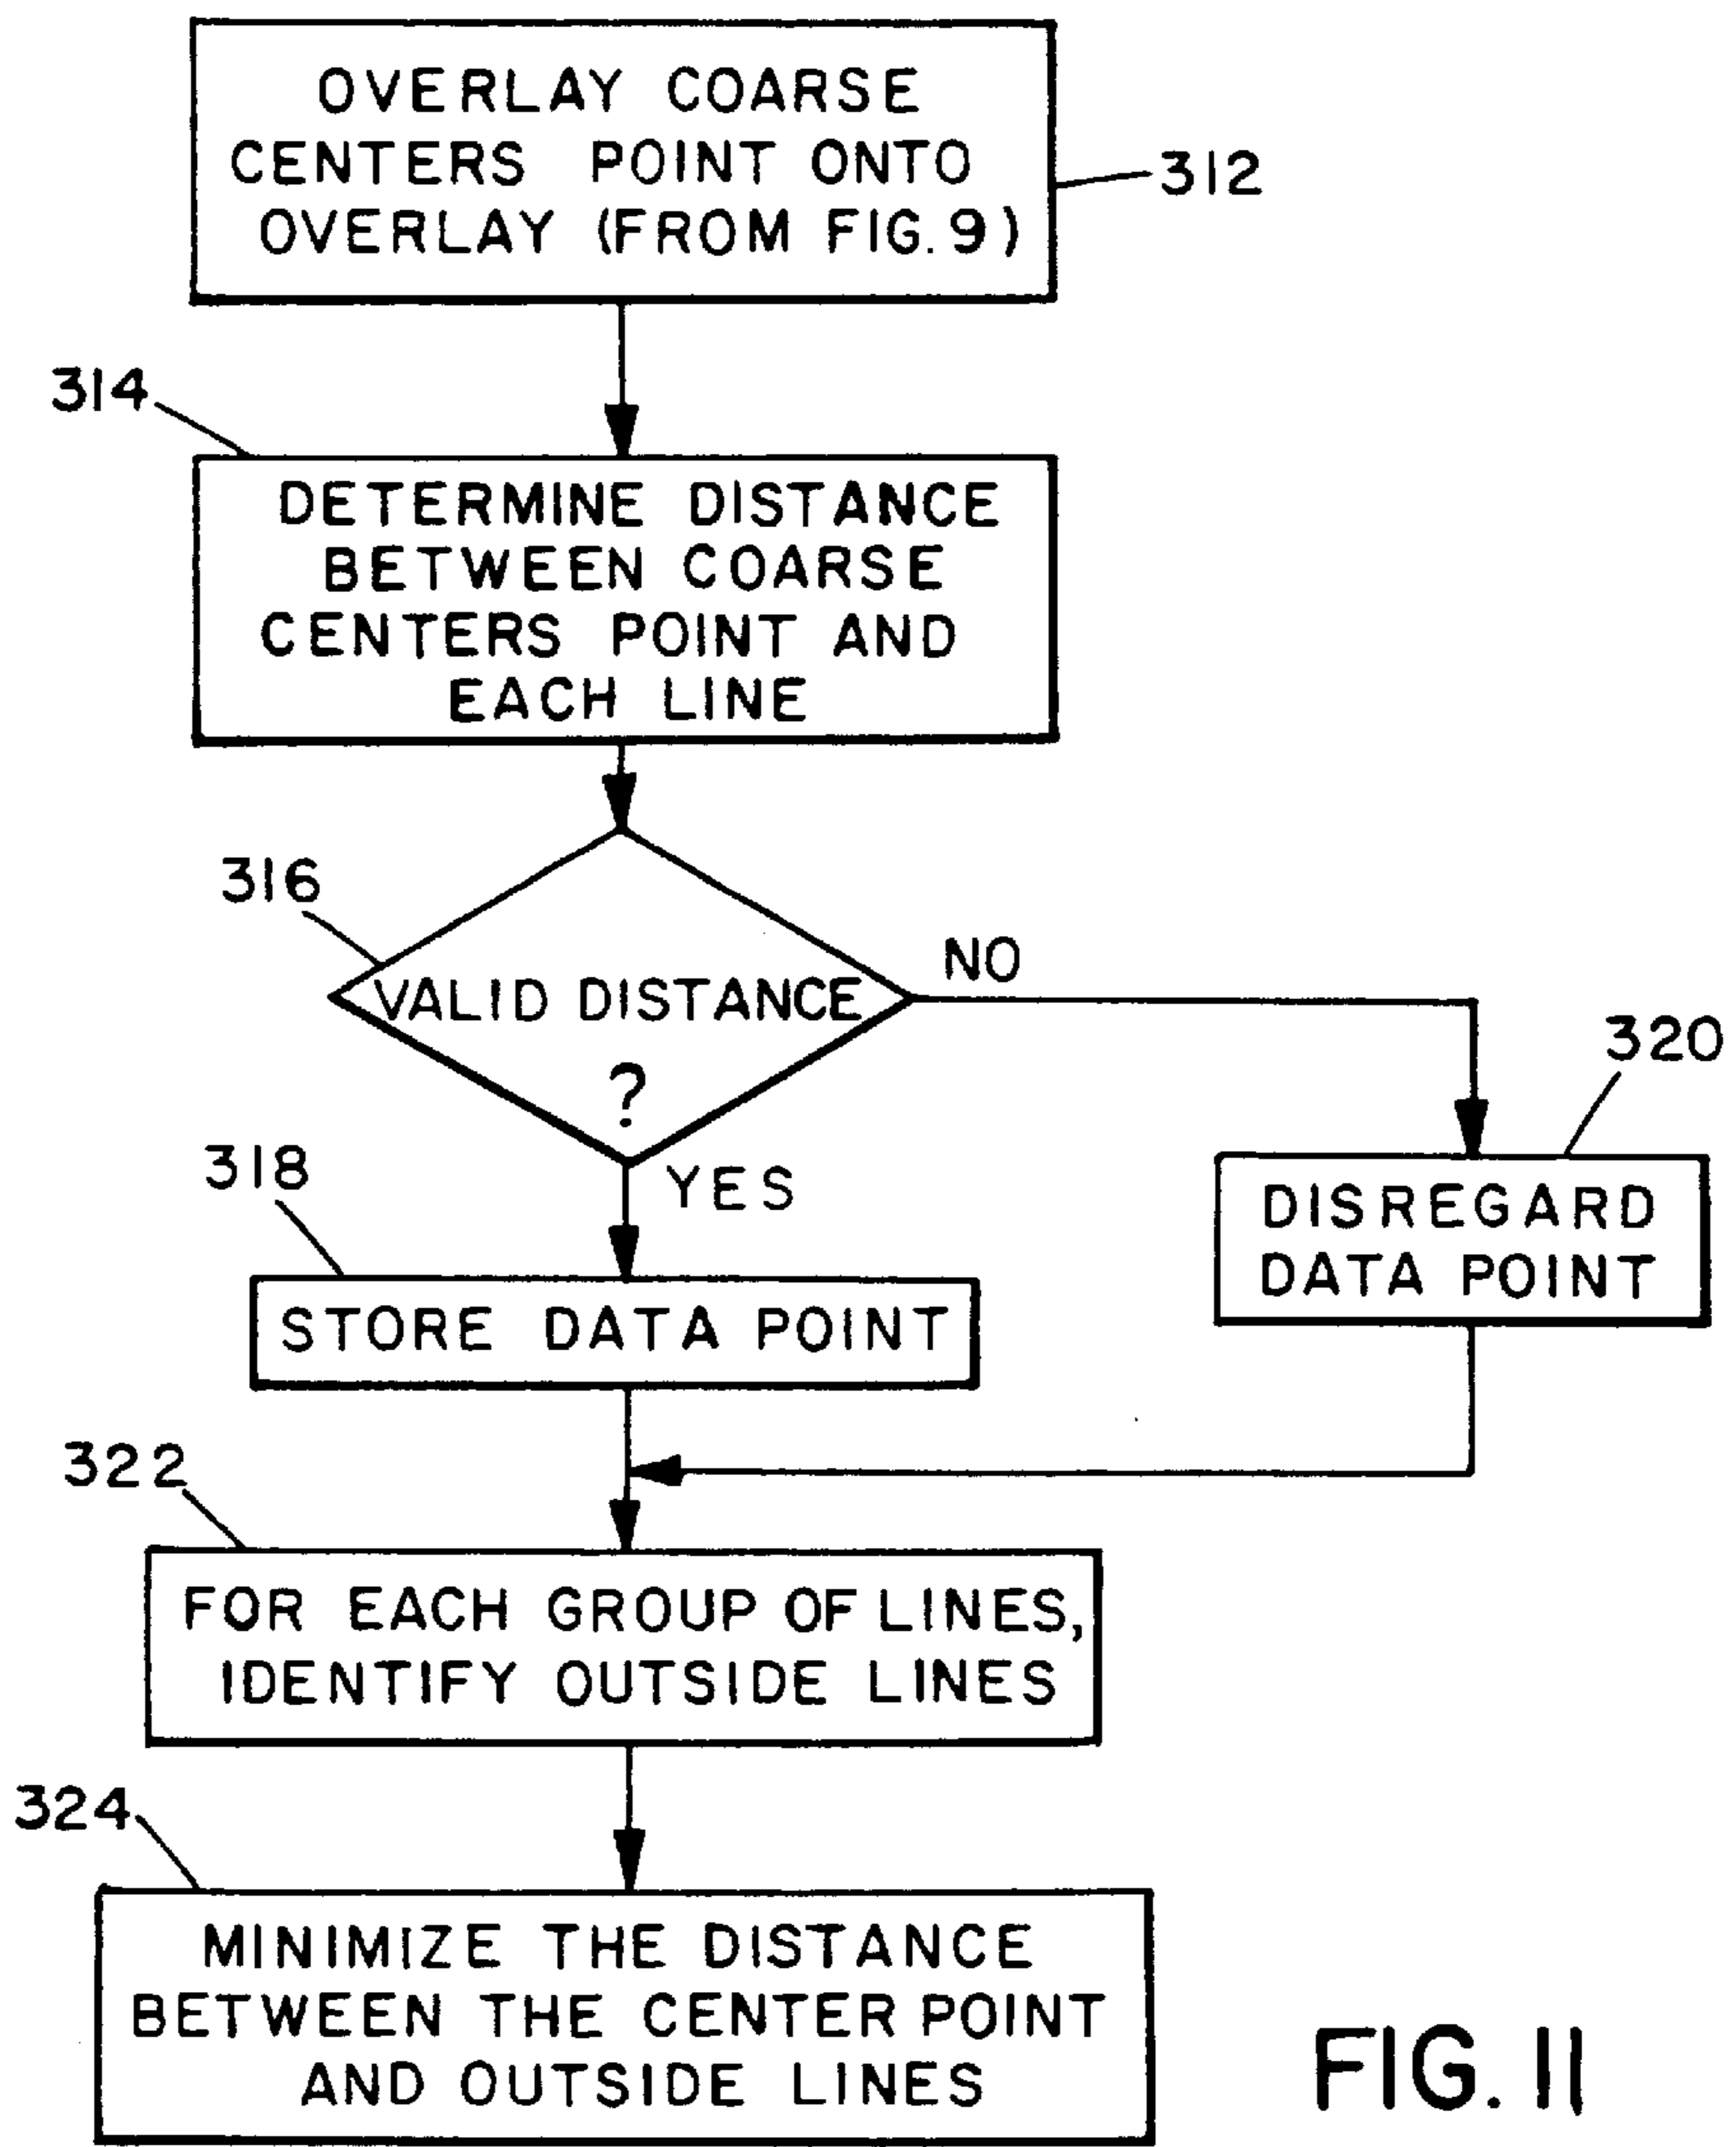 OVERLAY COARSE
CENTERS POINT ONTO
OVERLAY (FROM FIG. 9)
312
314
DETERMINE DISTANCE
BETWEEN COARSE
CENTERS POINT AND
EACH LINE
316
VALID DISTANCE
?
NO
YES
320
DISREGARD
DATA POINT
318
STORE DATA POINT
322
FOR EACH GROUP OF LINES,
IDENTIFY OUTSIDE LINES
324
MINIMIZE THE DISTANCE
BETWEEN THE CENTER POINT
AND OUTSIDE LINES
FIG. 11